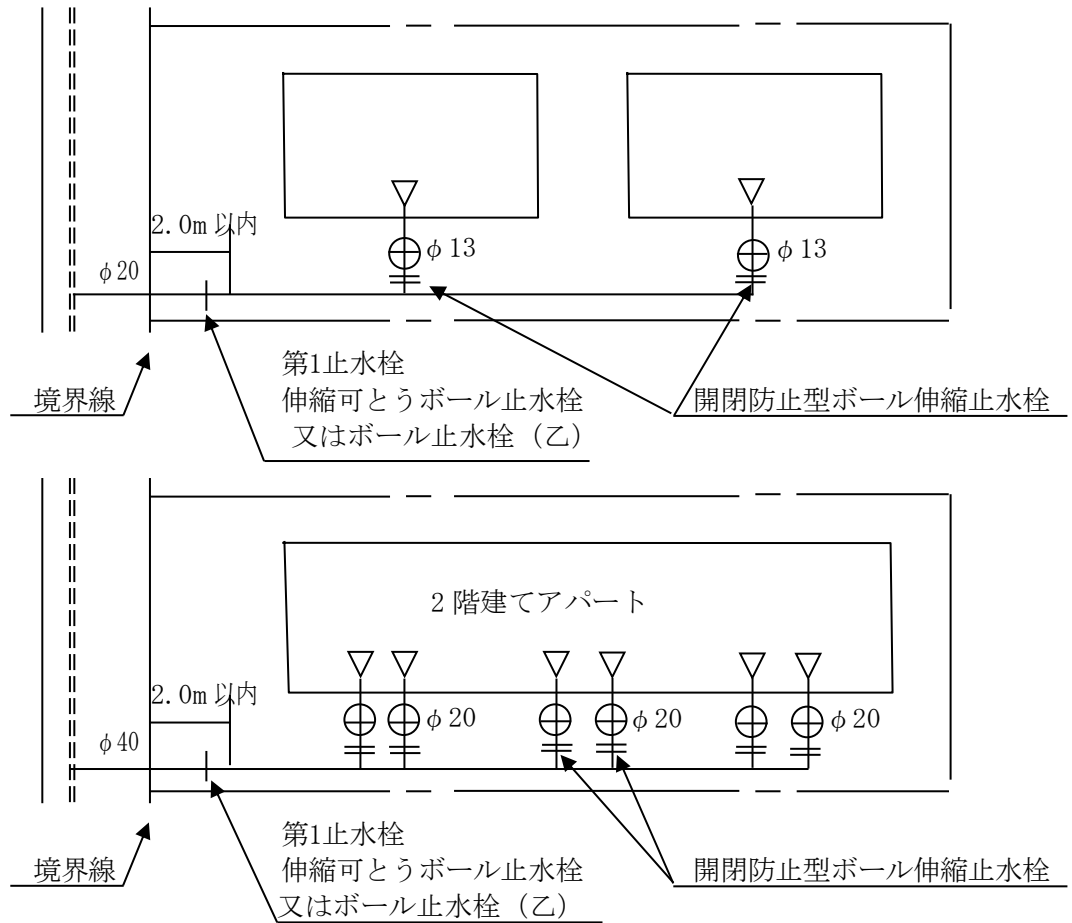 2.0m以内
φ13
φ13
φ20
第1止水栓
境界線
伸縮可とうボール止水栓
開閉防止型ボール伸縮止水栓
又はボール止水栓（乙）
2階建てアパート
2.0m以内
φ20
φ20
φ20
φ40
第1止水栓
境界線
伸縮可とうボール止水栓
開閉防止型ボール伸縮止水栓
又はボール止水栓（乙）